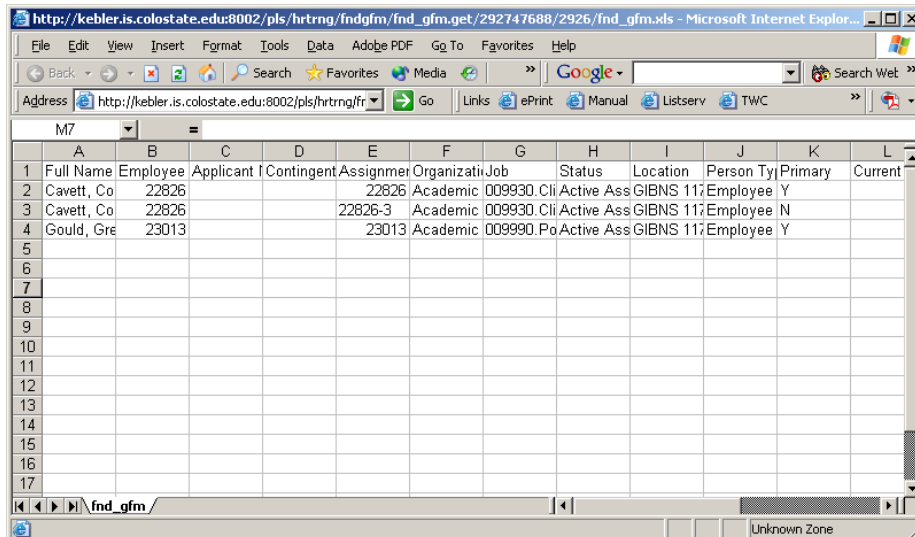 http://kebler.is.colostate.edu:8002/pls/hrtrng/fndgfm/fnd_gfm.get/292747688/2926/fnd_gfm.xls - Microsoft Internet Explor...
File Edit View Insert Format Tools Data Adobe PDF Go To Favorites Help
Back Search Favorites Media » Google Search Wet »
Address http://kebler.is.colostate.edu:8002/pls/hrtrng/fr Go Links ePrint Manual Listserv TWC »
M7 =
A B C D E F G H I J K L
1 Full Name Employee Applicant Contingent Assignmer Organizati Job Status Location Person Ty Primary Current
2 Cavett, Co 22826 22826 Academic 009930.Cli Active Ass GIBNS 117 Employee Y
3 Cavett, Co 22826 22826-3 Academic 009930.Cli Active Ass GIBNS 117 Employee N
4 Gould, Gre 23013 23013 Academic 009990.Po Active Ass GIBNS 117 Employee Y
5
6
7
8
9
10
11
12
13
14
15
16
17
fnd_gfm
Unknown Zone